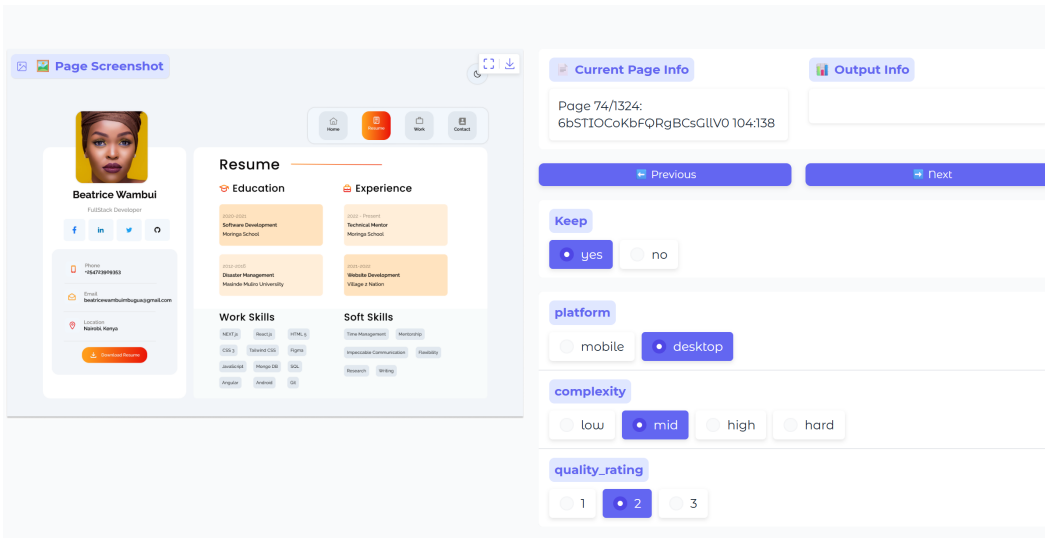 Page Screenshot
Home
Resume
Work
Contact
Beatrice Wambui
FullStack Developer
Phone
+254723909353
Email
beatricewambuimbugua@gmail.com
Location
Nairobi, Kenya
Download Resume
Resume
Education
2020-2021
Software Development
Moringa School
2012-2016
Disaster Management
Masinde Muliro University
Experience
2022 - Present
Technical Mentor
Moringa School
2021-2022
Website Development
Village 2 Nation
Work Skills
NEXT.js React.js HTML 5
CSS 3 Tailwind CSS Figma
JavaScript Mongo DB SQL
Angular Android Git
Soft Skills
Time Management Mentorship
Impeccable Communication Flexibility
Research Writing
Current Page Info
Page 74/1324:
6bSTIOCoKbFQRgBCsGllV0 104:138
Output Info
Previous
Next
Keep
yes no
platform
mobile desktop
complexity
low mid high hard
quality_rating
1 2 3